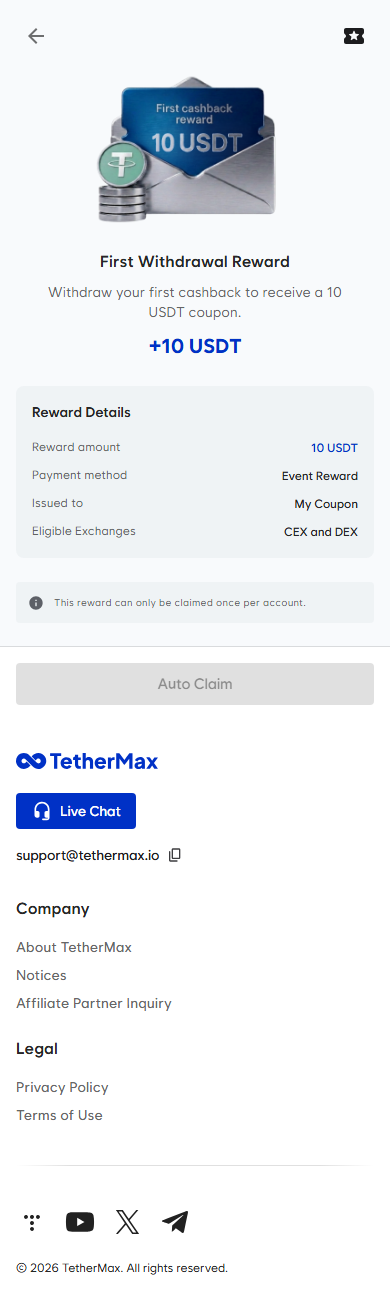 First cashback
reward
10 USDT
First Withdrawal Reward
Withdraw your first cashback to receive a 10
USDT coupon.
+10 USDT
Reward Details
Reward amount
10 USDT
Payment method
Event Reward
Issued to
My Coupon
Eligible Exchanges
CEX and DEX
This reward can only be claimed once per account.
Auto Claim
TetherMax
Live Chat
support@tethermax.io
Company
About TetherMax
Notices
Affiliate Partner Inquiry
Legal
Privacy Policy
Terms of Use
© 2026 TetherMax. All rights reserved.